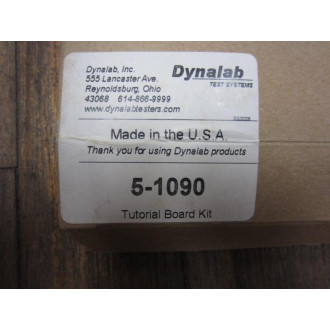 Dynalab, Inc.
555 Lancaster Ave.
Reynoldsburg, Ohio
43068 614-866-9999
www.dynalabtesters.com
Dynalab
TEST SYSTEMS
Made in the U.S.A.
Thank you for using Dynalab products
5-1090
Tutorial Board Kit